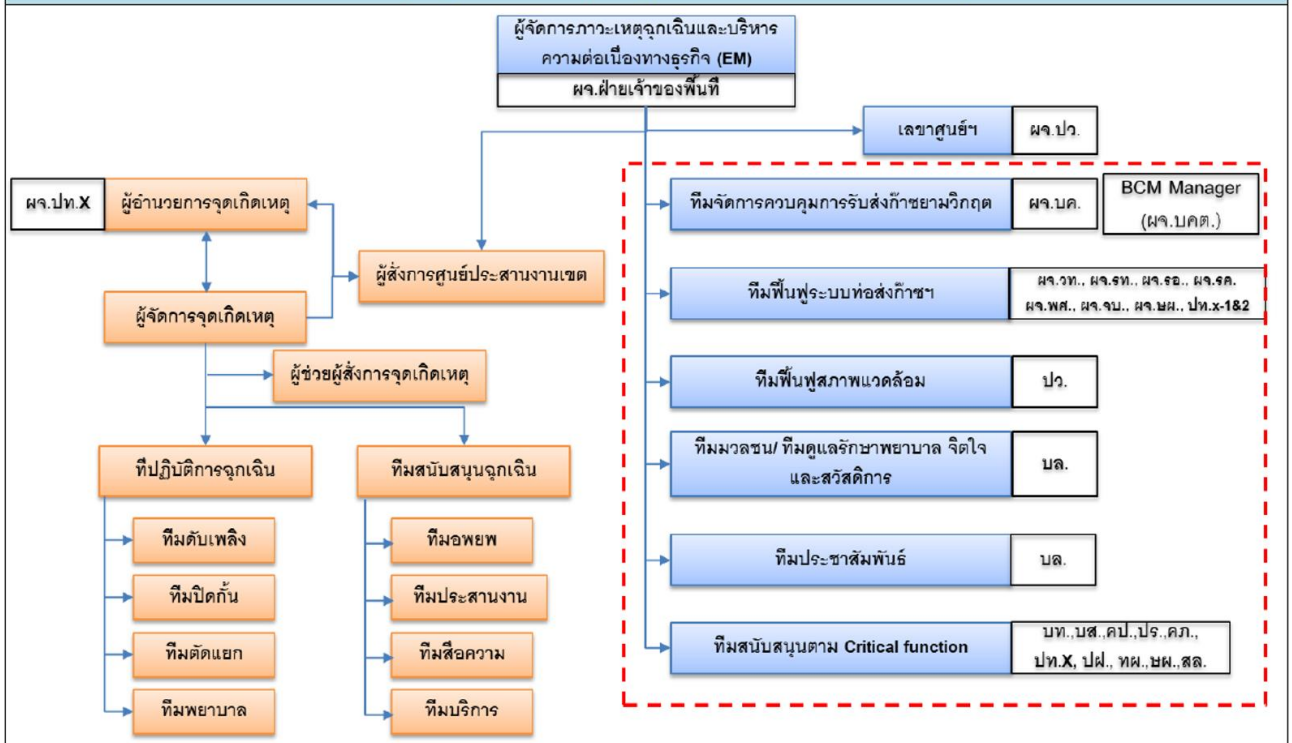 ผู้จัดการภาวะเหตุฉุกเฉินและบริหาร
ความต่อเนื่องทางธุรกิจ (EM)
ผจ.ฝ่ายเจ้าของพื้นที่
เลขาศูนย์ฯ
ผจ.ปว.
ผจ.ปท.X
ผู้อำนวยการจุดเกิดเหตุ
ผู้สั่งการศูนย์ประสานงานเขต
ผู้จัดการจุดเกิดเหตุ
ผู้ช่วยผู้สั่งการจุดเกิดเหตุ
ทีปฏิบัติการฉุกเฉิน
ทีมดับเพลิง
ทีมปิดกั้น
ทีมตัดแยก
ทีมพยาบาล
ทีมสนับสนุนฉุกเฉิน
ทีมอพยพ
ทีมประสานงาน
ทีมสื่อความ
ทีมบริการ
ทีมจัดการควบคุมการรับส่งก๊าซยามวิกฤต
ผจ.บค.
BCM Manager
(ผจ.บคต.)
ทีมฟื้นฟูระบบท่อส่งก๊าซฯ
ผจ.วท., ผจ.รท., ผจ.รอ., ผจ.รค.
ผจ.พศ., ผจ.จบ., ผจ.ษผ., ปท.x-1&2
ทีมฟื้นฟูสภาพแวดล้อม
ปว.
ทีมมวลชน/ ทีมดูแลรักษาพยาบาล จิตใจ
และสวัสดิการ
บล.
ทีมประชาสัมพันธ์
บล.
ทีมสนับสนุนตาม Critical function
บท.,บส.,คป.,ปร.,คภ.,
ปท.X, ปฝ., ทผ.,ษผ.,สล.